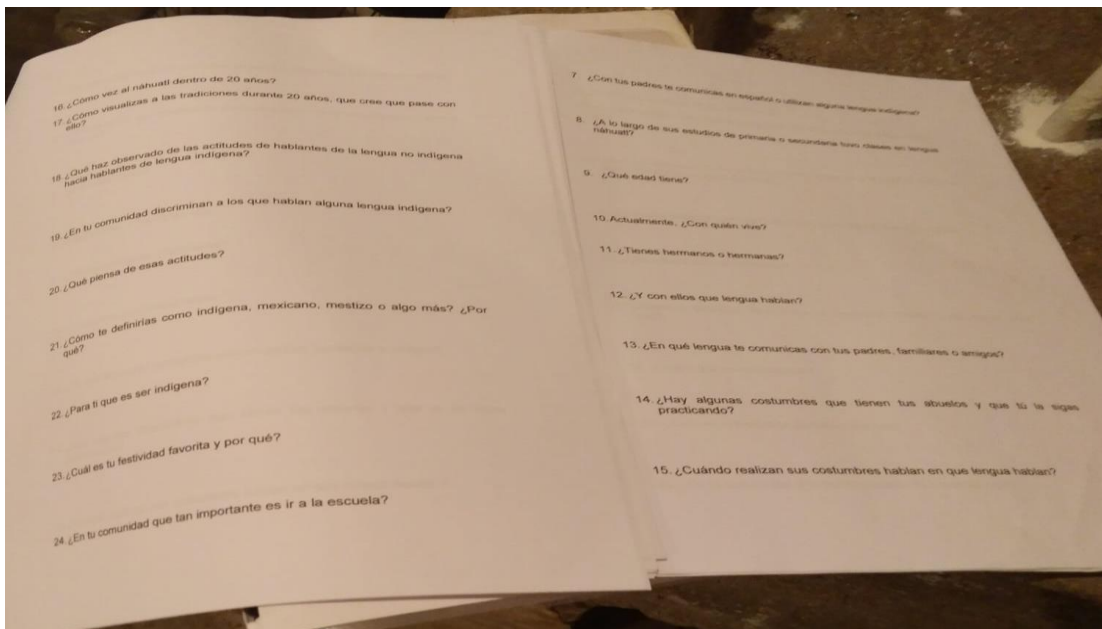 16. ¿Cómo vez al náhuatl dentro de 20 años?
17. ¿Cómo visualizas a las tradiciones durante 20 años, que cree que pase con
ello?
18. ¿Qué haz observado de las actitudes de hablantes de la lengua no indígena
hacia hablantes de lengua indígena?
19. ¿En tu comunidad discriminan a los que hablan alguna lengua indígena?
20. ¿Qué piensa de esas actitudes?
21. ¿Cómo te definirías como indígena, mexicano, mestizo o algo más? ¿Por
qué?
22. ¿Para ti que es ser indígena?
23. ¿Cuál es tu festividad favorita y por qué?
24. ¿En tu comunidad que tan importante es ir a la escuela?
7 ¿Con tus padres te comunicas en español o utilizan alguna lengua indígena?
8. ¿A lo largo de sus estudios de primaria o secundaria tuvo clases en lengua
náhuatl?
9. ¿Qué edad tiene?
10. Actualmente, ¿Con quién vive?
11. ¿Tienes hermanos o hermanas?
12. ¿Y con ellos que lengua hablan?
13. ¿En qué lengua te comunicas con tus padres, familiares o amigos?
14. ¿Hay algunas costumbres que tienen tus abuelos y que tú la sigas
practicando?
15. ¿Cuándo realizan sus costumbres hablan en que lengua hablan?